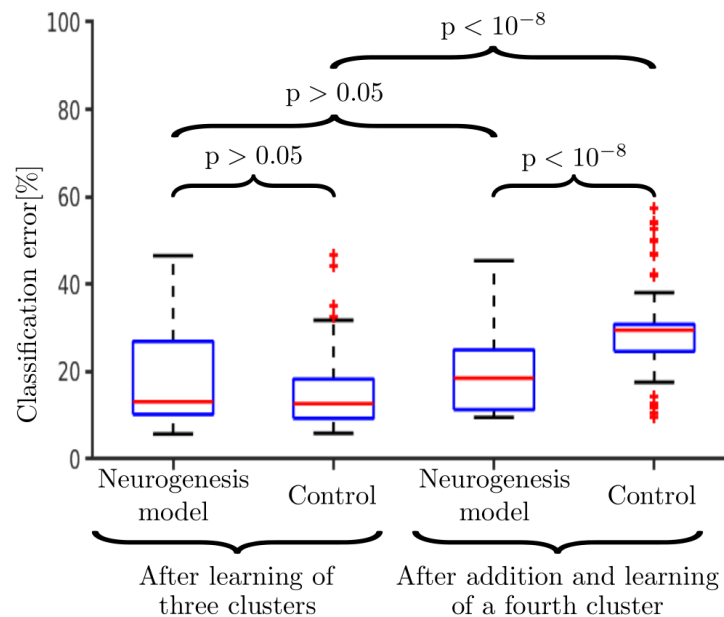 100
p < 10⁻⁸
p > 0.05
80
p > 0.05
p < 10⁻⁸
60
Classification error[%]
40
20
0
Neurogenesis
model
Control
Neurogenesis
model
Control
After learning of
three clusters
After addition and learning
of a fourth cluster